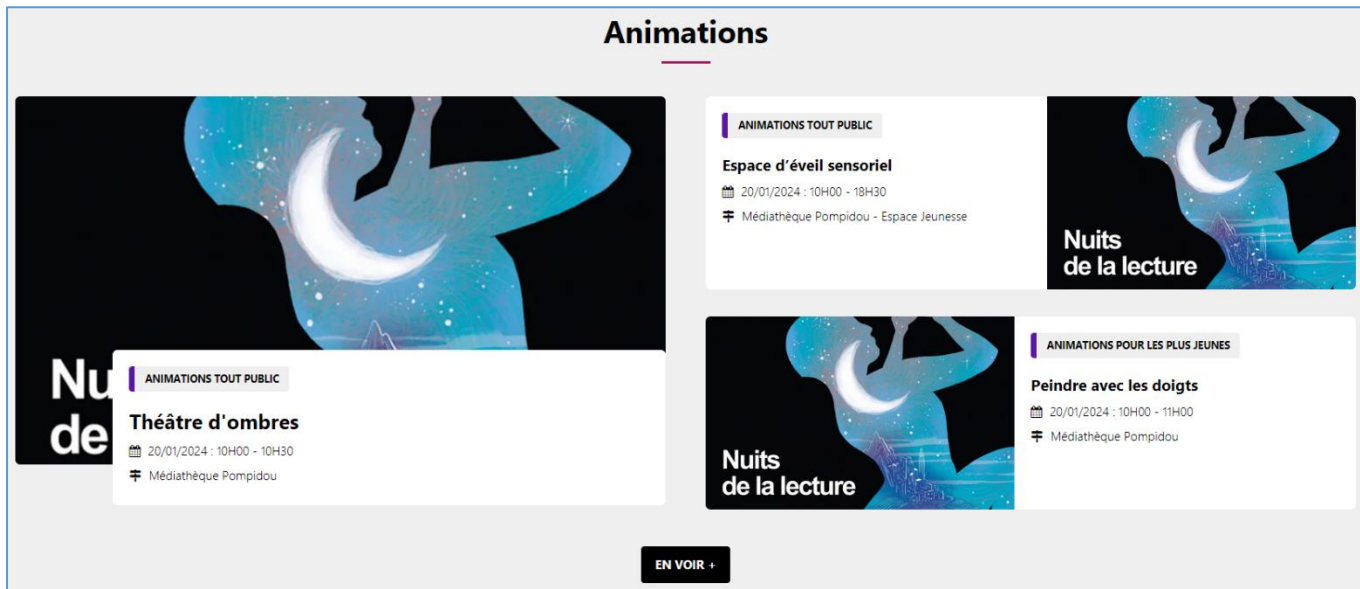 Animations
Nu
de
ANIMATIONS TOUT PUBLIC
Théâtre d'ombres
20/01/2024 : 10H00 - 10H30
Médiathèque Pompidou
ANIMATIONS TOUT PUBLIC
Espace d’éveil sensoriel
20/01/2024 : 10H00 - 18H30
Médiathèque Pompidou - Espace Jeunesse
Nuits
de la lecture
Nuits
de la lecture
ANIMATIONS POUR LES PLUS JEUNES
Peindre avec les doigts
20/01/2024 : 10H00 - 11H00
Médiathèque Pompidou
EN VOIR +